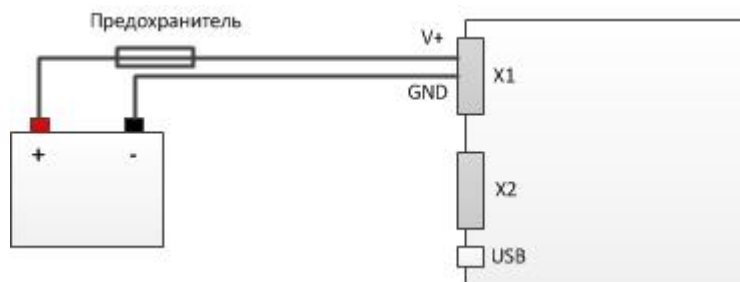 Предохранитель
V+
X1
GND
+ -
X2
USB